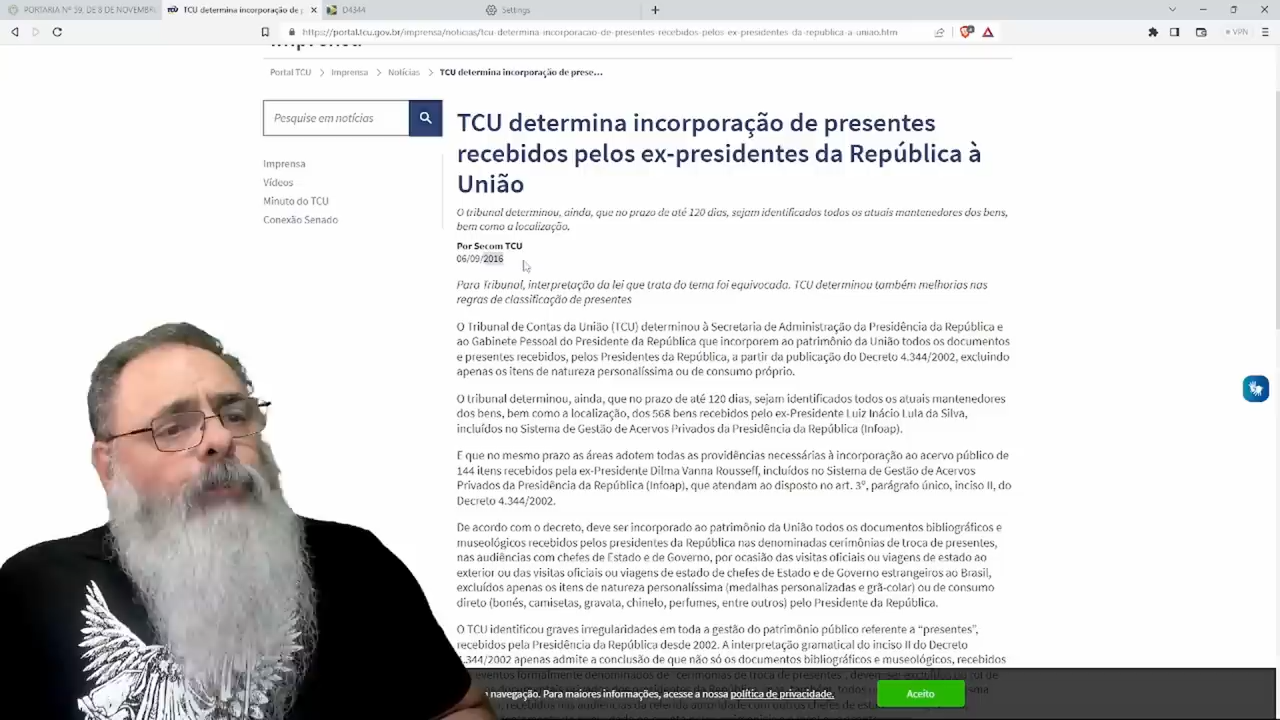 PORTARIA Nº 59, DE 8 DE NOVEMBR
TCU determina incorporação de p
D4344
Settings
https://portal.tcu.gov.br/imprensa/noticias/tcu-determina-incorporacao-de-presentes-recebidos-pelos-ex-presidentes-da-republica-a-uniao.htm
VPN
Imprensa
Portal TCU > Imprensa > Notícias > TCU determina incorporação de prese...
Pesquise em notícias
Imprensa
Vídeos
Minuto do TCU
Conexão Senado
TCU determina incorporação de presentes
recebidos pelos ex-presidentes da República à
União
O tribunal determinou, ainda, que no prazo de até 120 dias, sejam identificados todos os atuais mantenedores dos bens,
bem como a localização.
Por Secom TCU
06/09/2016
Para Tribunal, interpretação da lei que trata do tema foi equivocada. TCU determinou também melhorias nas
regras de classificação de presentes
O Tribunal de Contas da União (TCU) determinou à Secretaria de Administração da Presidência da República e
ao Gabinete Pessoal do Presidente da República que incorporem ao patrimônio da União todos os documentos
e presentes recebidos, pelos Presidentes da República, a partir da publicação do Decreto 4.344/2002, excluindo
apenas os itens de natureza personalíssima ou de consumo próprio.
O tribunal determinou, ainda, que no prazo de até 120 dias, sejam identificados todos os atuais mantenedores
dos bens, bem como a localização, dos 568 bens recebidos pelo ex-Presidente Luiz Inácio Lula da Silva,
incluídos no Sistema de Gestão de Acervos Privados da Presidência da República (Infoap).
E que no mesmo prazo as áreas adotem todas as providências necessárias à incorporação ao acervo público de
144 itens recebidos pela ex-Presidente Dilma Vanna Rousseff, incluídos no Sistema de Gestão de Acervos
Privados da Presidência da República (Infoap), que atendam ao disposto no art. 3º, parágrafo único, inciso II, do
Decreto 4.344/2002.
De acordo com o decreto, deve ser incorporado ao patrimônio da União todos os documentos bibliográficos e
museológicos recebidos pelos presidentes da República nas denominadas cerimônias de troca de presentes,
nas audiências com chefes de Estado e de Governo, por ocasião das visitas oficiais ou viagens de estado ao
exterior ou das visitas oficiais ou viagens de estado de chefes de Estado e de Governo estrangeiros ao Brasil,
excluídos apenas os itens de natureza personalíssima (medalhas personalizadas e grã-colar) ou de consumo
direto (bonés, camisetas, gravata, chinelo, perfumes, entre outros) pelo Presidente da República.
O TCU identificou graves irregularidades em toda a gestão do patrimônio público referente a "presentes",
recebidos pela Presidência da República desde 2002. A interpretação gramatical do inciso II do Decreto
4.344/2002 apenas admite a conclusão de que não só os documentos bibliográficos e museológicos, recebidos
navegação. Para maiores informações, acesse a nossa política de privacidade.
Aceito